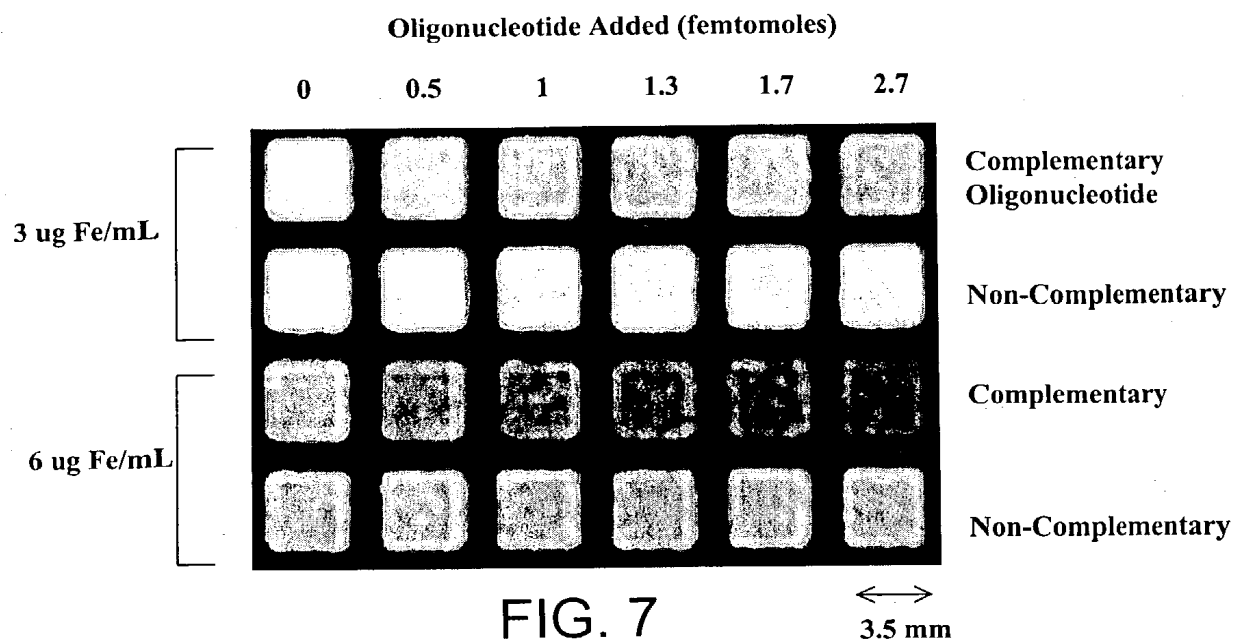 Oligonucleotide Added (femtomoles)
0 0.5 1 1.3 1.7 2.7
Complementary
Oligonucleotide
3 ug Fe/mL
Non-Complementary
Complementary
6 ug Fe/mL
Non-Complementary
FIG. 7
3.5 mm